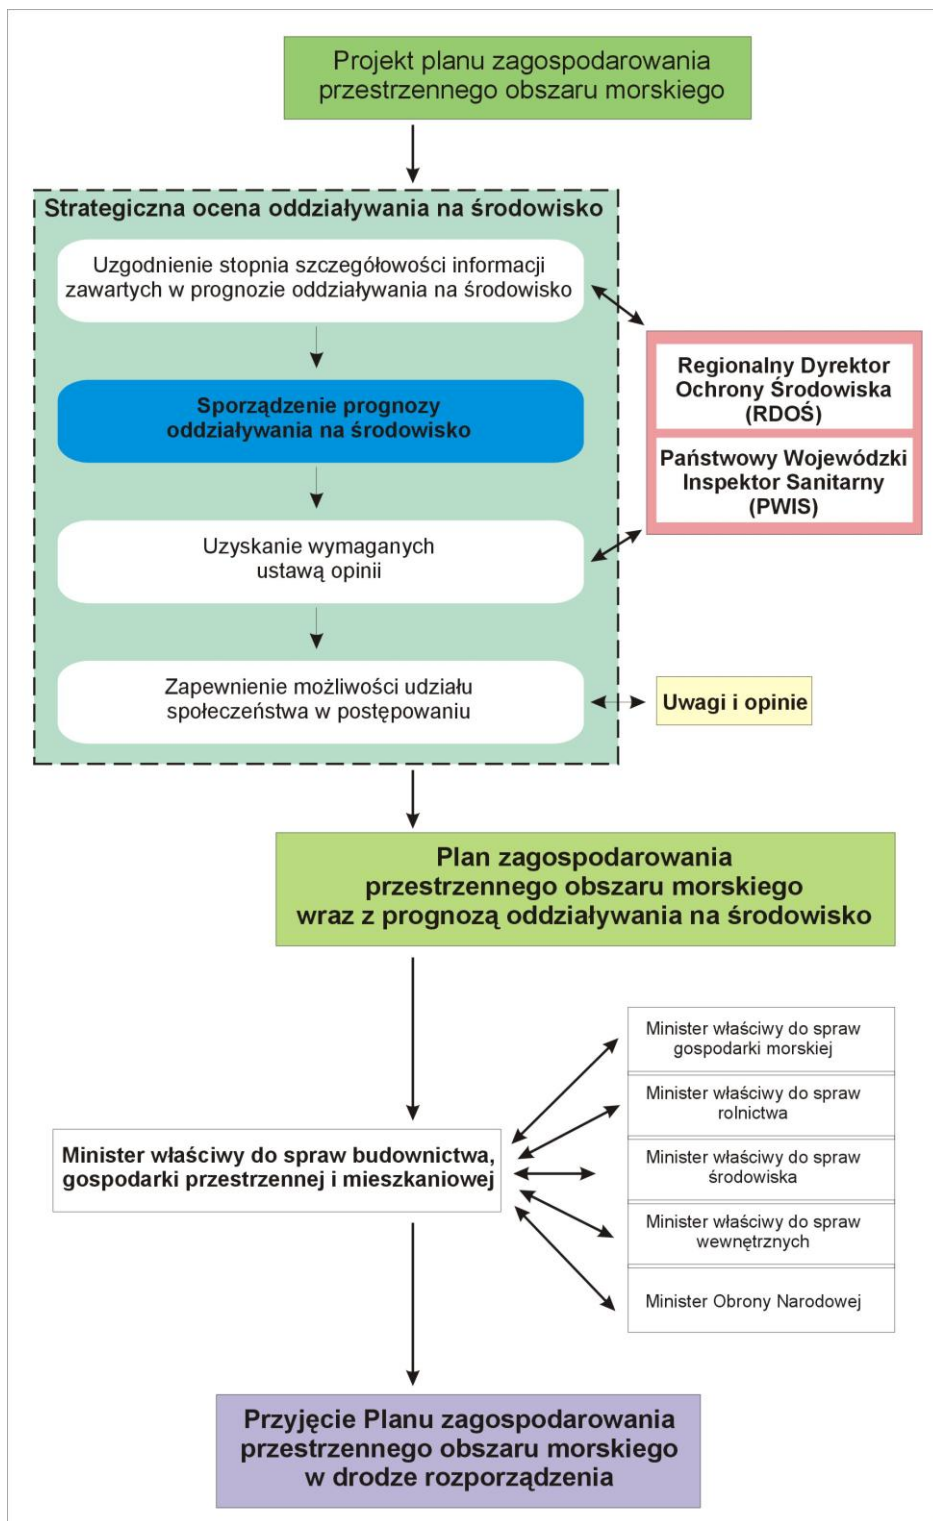 Projekt planu zagospodarowania
przestrzennego obszaru morskiego
Strategiczna ocena oddziaływania na środowisko
Uzgodnienie stopnia szczegółowości informacji
zawartych w prognozie oddziaływania na środowisko
Regionalny Dyrektor
Ochrony Środowiska
(RDOŚ)
Sporządzenie prognozy
oddziaływania na środowisko
Państwowy Wojewódzki
Inspektor Sanitarny
(PWIS)
Uzyskanie wymaganych
ustawą opinii
Zapewnienie możliwości udziału
społeczeństwa w postępowaniu
Uwagi i opinie
Plan zagospodarowania
przestrzennego obszaru morskiego
wraz z prognozą oddziaływania na środowisko
Minister właściwy do spraw
gospodarki morskiej
Minister właściwy do spraw
rolnictwa
Minister właściwy do spraw budownictwa,
gospodarki przestrzennej i mieszkaniowej
Minister właściwy do spraw
środowiska
Minister właściwy do spraw
wewnętrznych
Minister Obrony Narodowej
Przyjęcie Planu zagospodarowania
przestrzennego obszaru morskiego
w drodze rozporządzenia